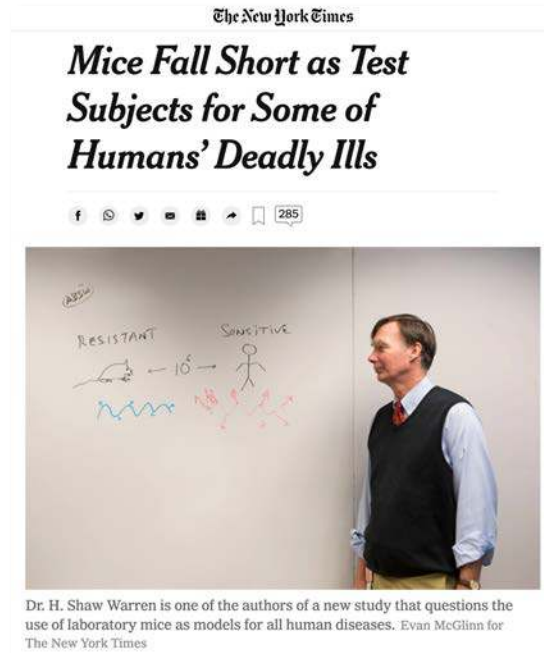 The New York Times
Mice Fall Short as Test
Subjects for Some of
Humans' Deadly Ills
285
RESISTANT
SENSITIVE
← 10⁶ →
Dr. H. Shaw Warren is one of the authors of a new study that questions the
use of laboratory mice as models for all human diseases. Evan McGlinn for
The New York Times